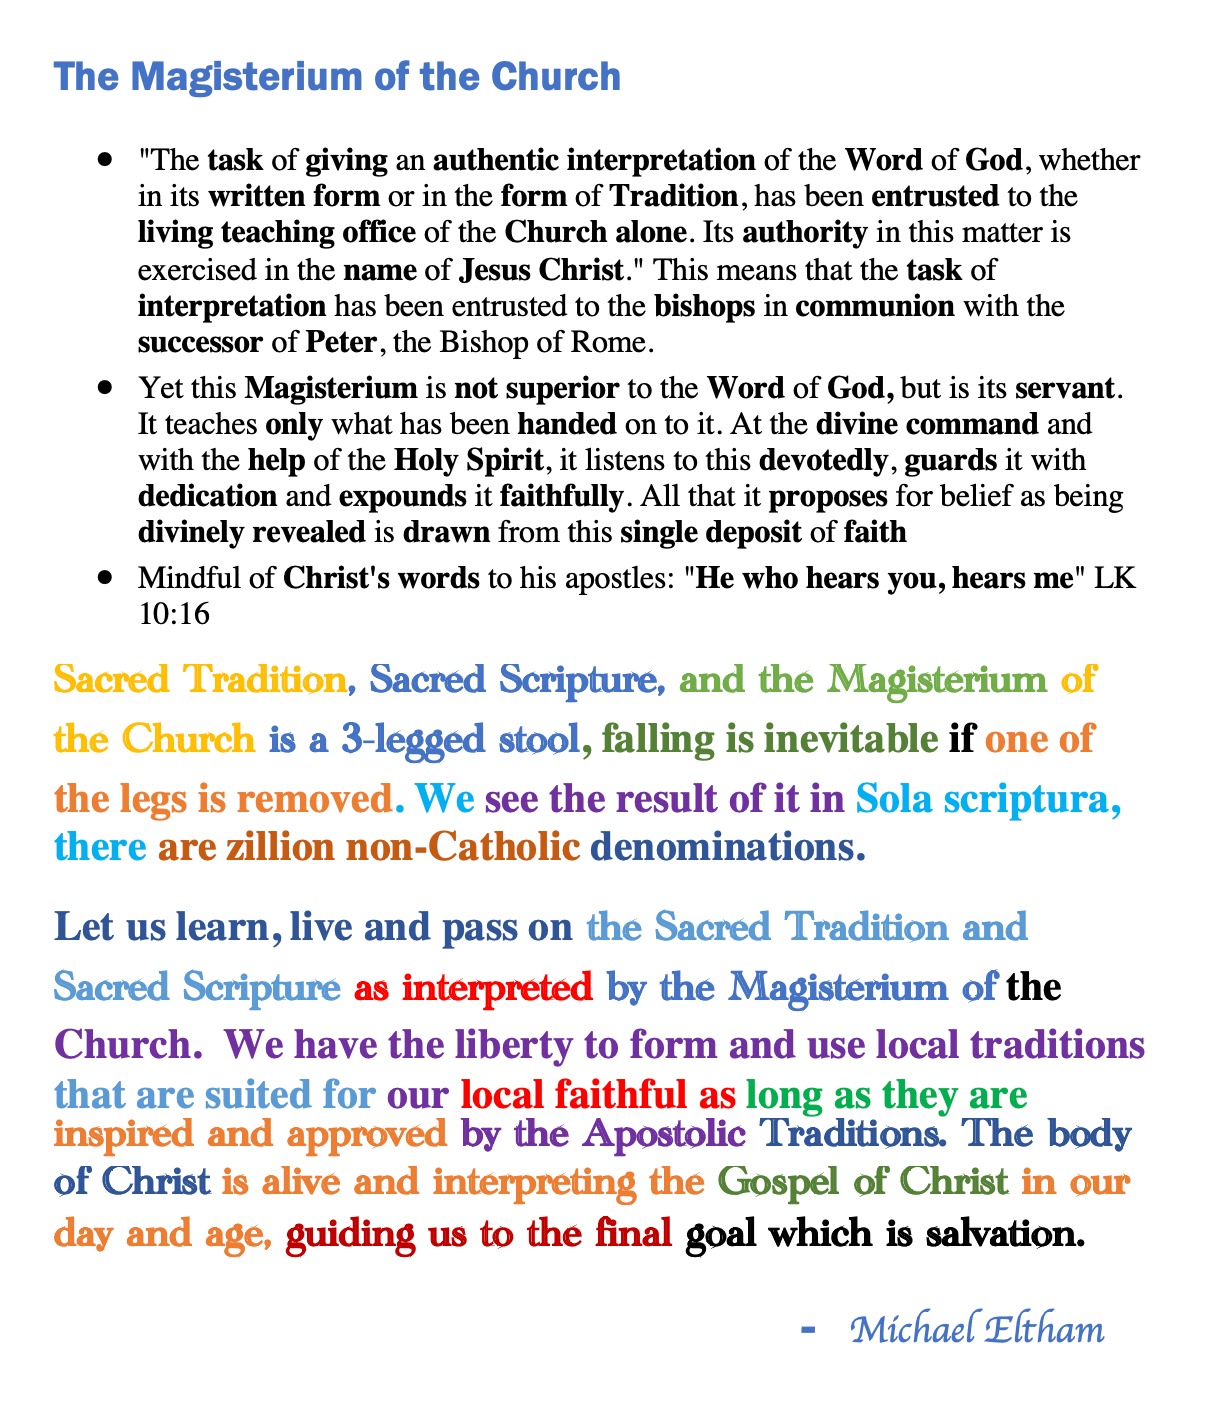 The Magisterium of the Church
• "The task of giving an authentic interpretation of the Word of God, whether
in its written form or in the form of Tradition, has been entrusted to the
living teaching office of the Church alone. Its authority in this matter is
exercised in the name of Jesus Christ." This means that the task of
interpretation has been entrusted to the bishops in communion with the
successor of Peter, the Bishop of Rome.
• Yet this Magisterium is not superior to the Word of God, but is its servant.
It teaches only what has been handed on to it. At the divine command and
with the help of the Holy Spirit, it listens to this devotedly, guards it with
dedication and expounds it faithfully. All that it proposes for belief as being
divinely revealed is drawn from this single deposit of faith
• Mindful of Christ's words to his apostles: "He who hears you, hears me" LK
10:16
Sacred Tradition, Sacred Scripture, and the Magisterium of
the Church is a 3-legged stool, falling is inevitable if one of
the legs is removed. We see the result of it in Sola scriptura,
there are zillion non-Catholic denominations.
Let us learn, live and pass on the Sacred Tradition and
Sacred Scripture as interpreted by the Magisterium of the
Church. We have the liberty to form and use local traditions
that are suited for our local faithful as long as they are
inspired and approved by the Apostolic Traditions. The body
of Christ is alive and interpreting the Gospel of Christ in our
day and age, guiding us to the final goal which is salvation.
- Michael Eltham